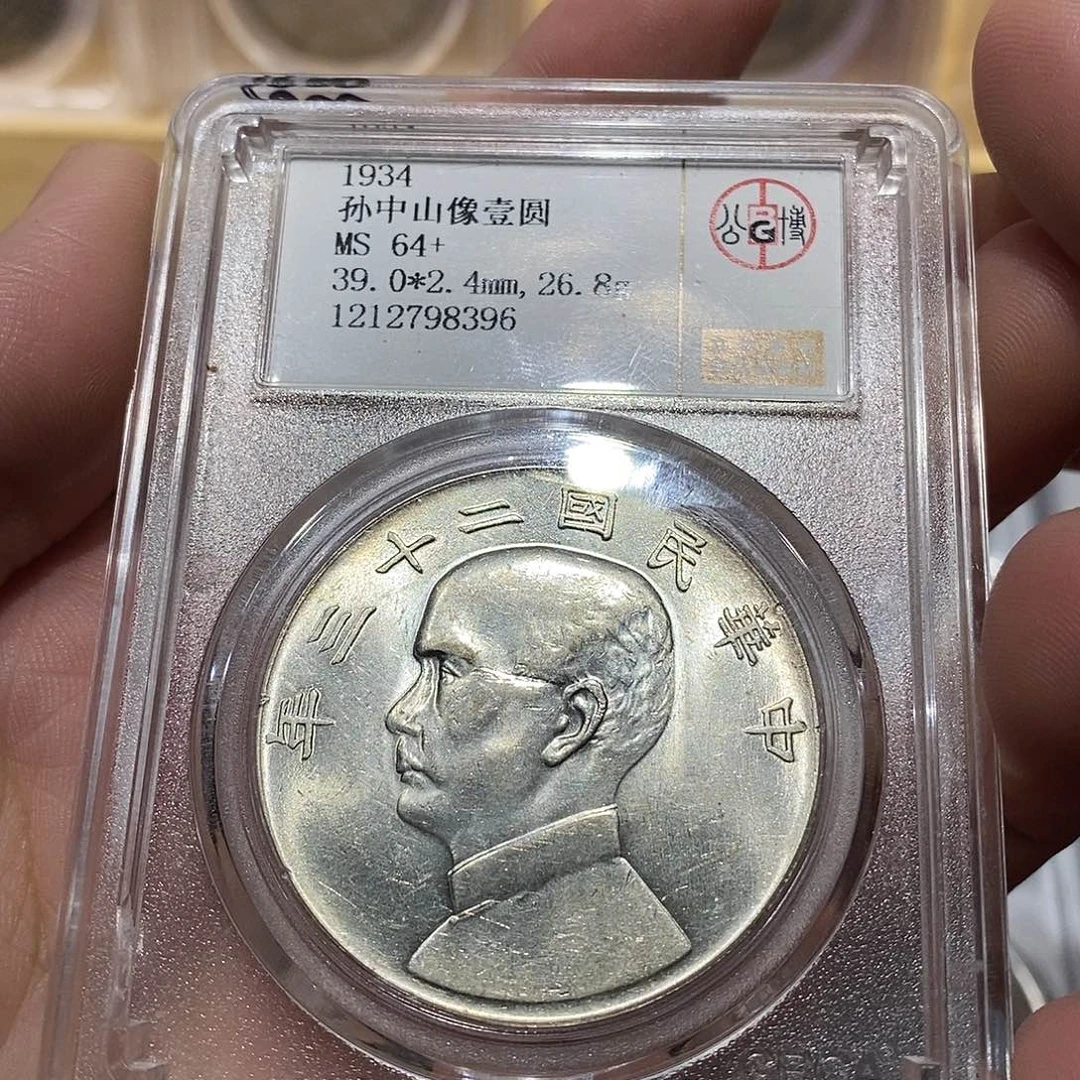 1934
孙中山像壹圆
MS 64+
39.0*2.4mm, 26.8g
1212798396
公博
BG
中華民國二十三年